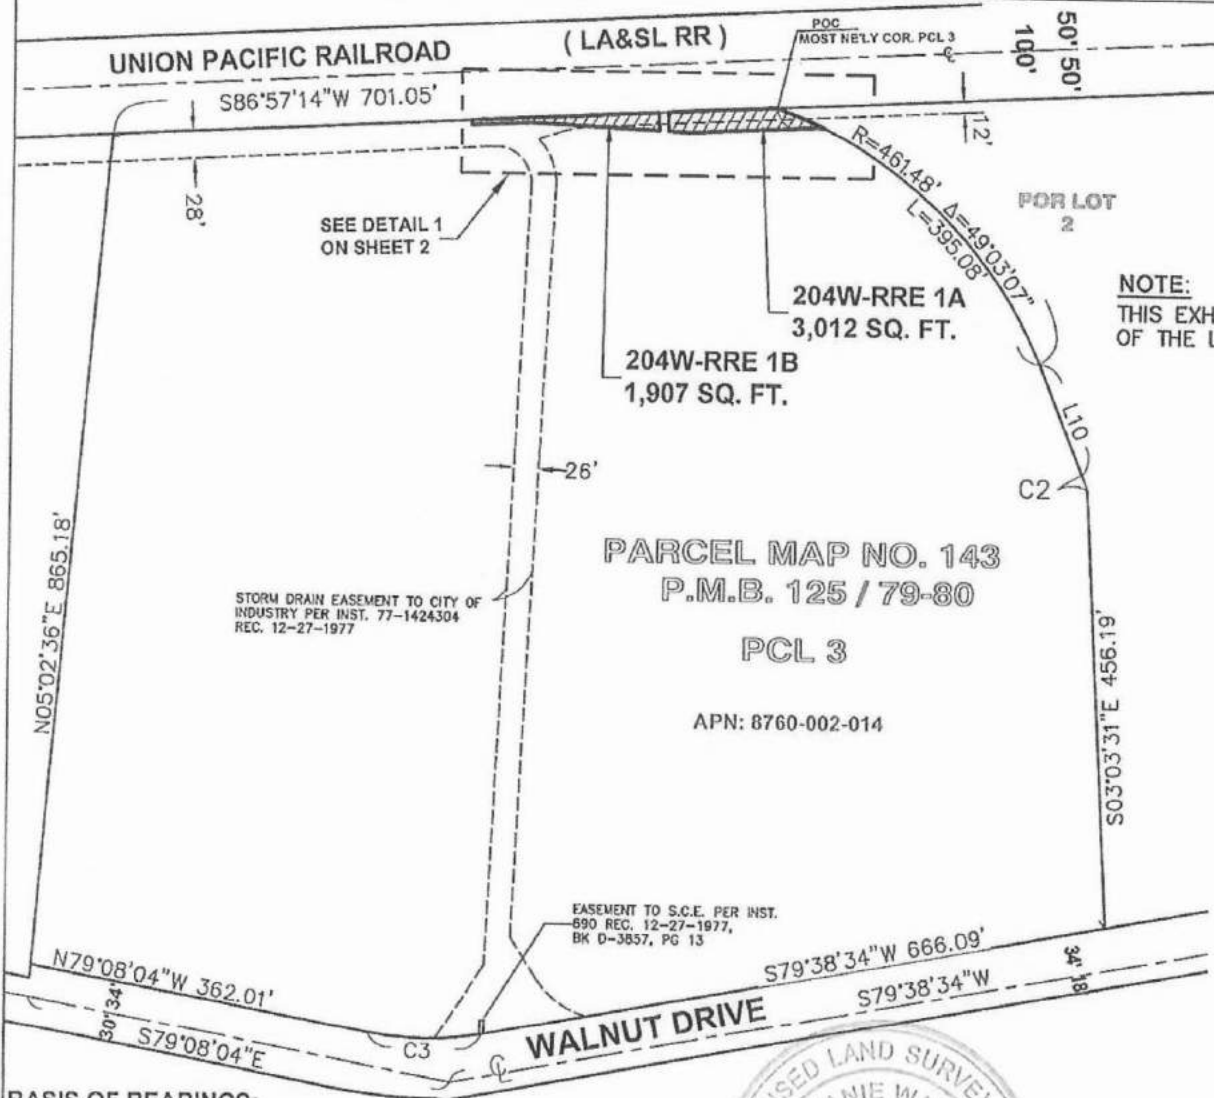 UNION PACIFIC RAILROAD
( LA&SL RR )
POC
MOST NE'LY COR. PCL 3
℄
50' 50'
100'
S86°57'14"W 701.05'
12'
28'
R=461.48' Δ=49°03'07"
L=395.08'
POR LOT
2
SEE DETAIL 1
ON SHEET 2
NOTE:
THIS EXH
OF THE L
204W-RRE 1A
3,012 SQ. FT.
204W-RRE 1B
1,907 SQ. FT.
L10
26'
C2
N05°02'36"E 865.18'
PARCEL MAP NO. 143
P.M.B. 125 / 79-80
PCL 3
APN: 8760-002-014
STORM DRAIN EASEMENT TO CITY OF
INDUSTRY PER INST. 77-1424304
REC. 12-27-1977
S03°03'31"E 456.19'
EASEMENT TO S.C.E. PER INST.
690 REC. 12-27-1977,
BK D-3657, PG 13
N79°08'04"W 362.01'
S79°38'34"W 666.09'
34' 18'
S79°38'34"W
30' 34'
S79°08'04"E
C3
℄
WALNUT DRIVE
SED LAND SURVE
ANIE W
BASIS OF BEARINGS: